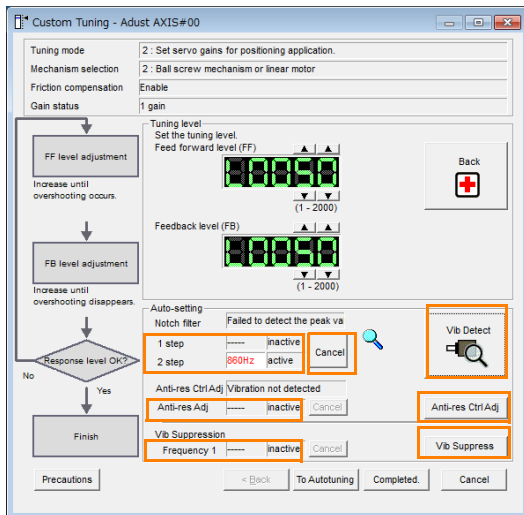 Custom Tuning - Adust AXIS#00
Tuning mode 2 : Set servo gains for positioning application.
Mechanism selection 2 : Ball screw mechanism or linear motor
Friction compensation Enable
Gain status 1 gain
Tuning level
Set the tuning level.
Feed forward level (FF)
L0050
(1 - 2000)
Feedback level (FB)
L0050
(1 - 2000)
Back
FF level adjustment
Increase until
overshooting occurs.
FB level adjustment
Increase until
overshooting disappears.
Response level OK?
No
Yes
Finish
Auto-setting
Notch filter Failed to detect the peak va
1 step ----- inactive
2 step 860Hz active
Cancel
Vib Detect
Anti-res Ctrl Adj Vibration not detected
Anti-res Adj ----- inactive Cancel Anti-res Ctrl Adj
Vib Suppression
Frequency 1 ----- inactive Cancel Vib Suppress
Precautions < Back To Autotuning Completed. Cancel